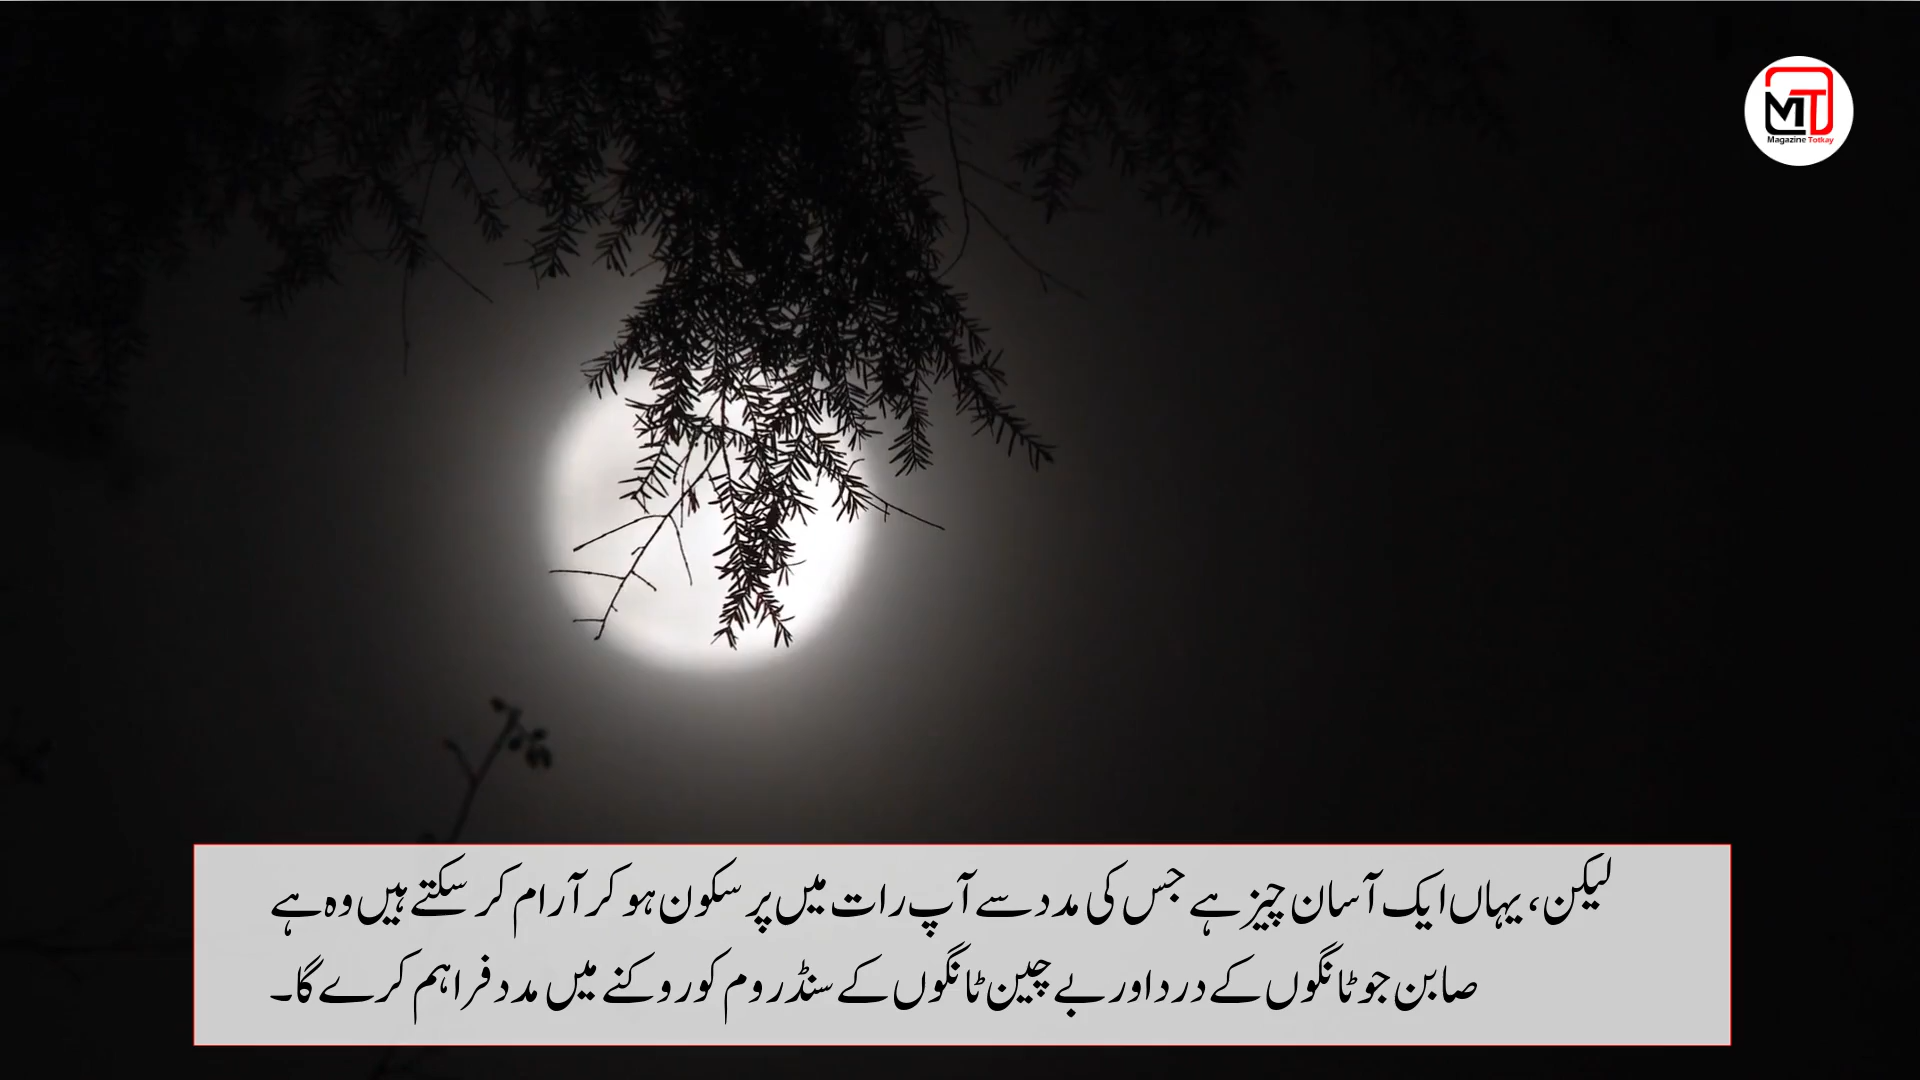 MT
Magazine Totkay
لیکن، یہاں ایک آسان چیز ہے جس کی مدد سے آپ رات میں پر سکون ہو کر آرام کر سکتے ہیں وہ ہے
صابن جو ٹانگوں کے درد اور بے چین ٹانگوں کے سنڈروم کو روکنے میں مدد فراہم کرے گا۔